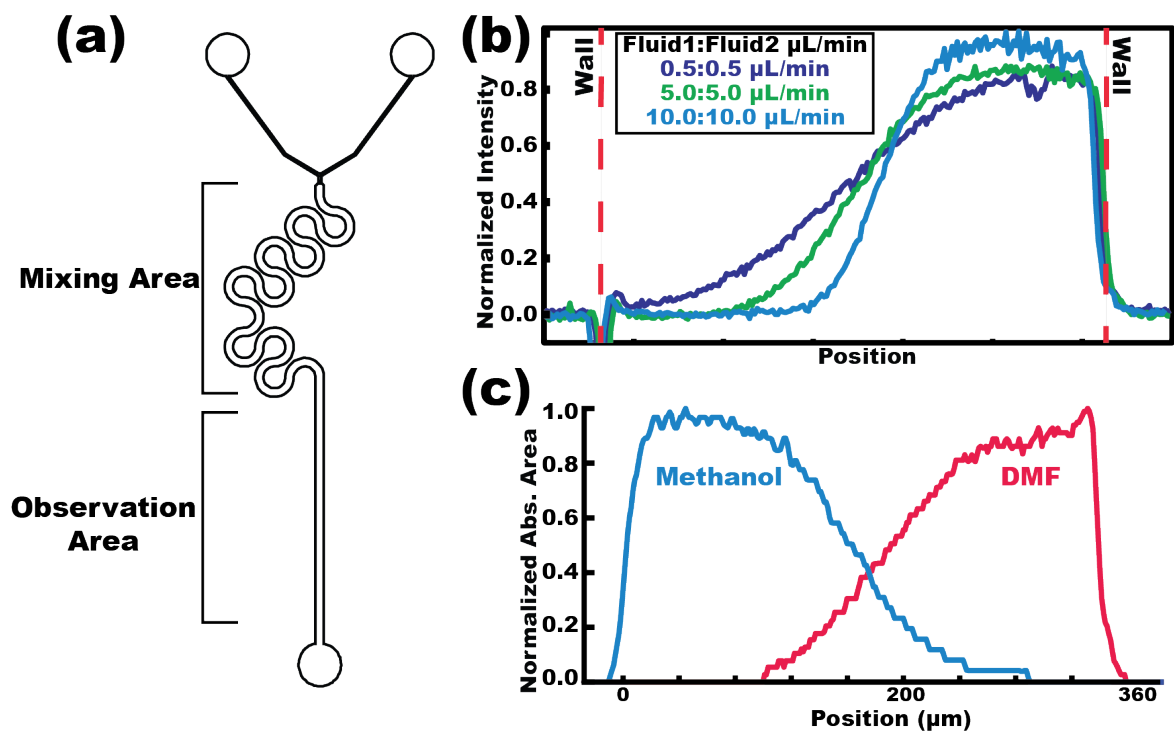 (a)
Mixing Area
Observation
Area
(b)
Wall
Fluid1:Fluid2 µL/min
0.5:0.5 µL/min
5.0:5.0 µL/min
10.0:10.0 µL/min
Wall
Normalized Intensity
0.8
0.6
0.4
0.2
0.0
Position
(c)
Normalized Abs. Area
1.0
0.8
0.6
0.4
0.2
0.0
Methanol
DMF
0 200 360
Position (µm)